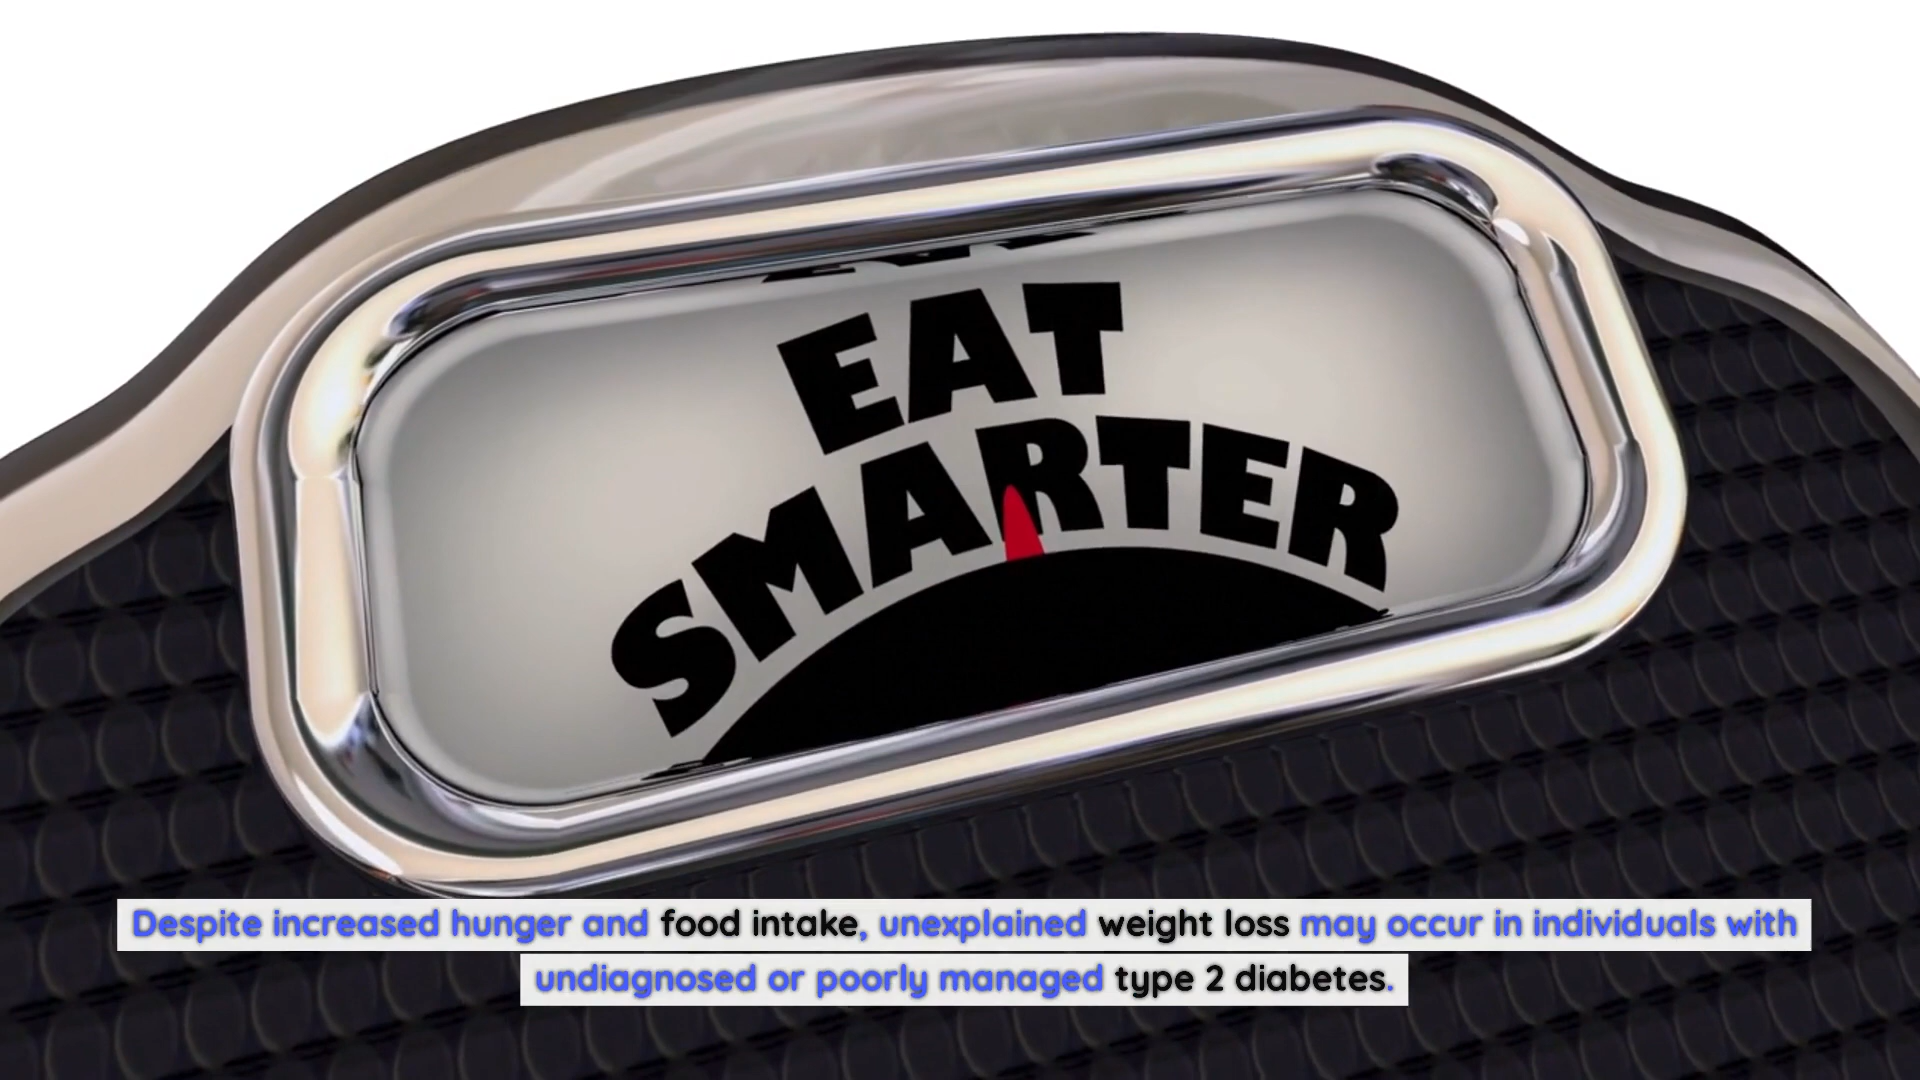 EAT
SMARTER
Despite increased hunger and food intake, unexplained weight loss may occur in individuals with
undiagnosed or poorly managed type 2 diabetes.